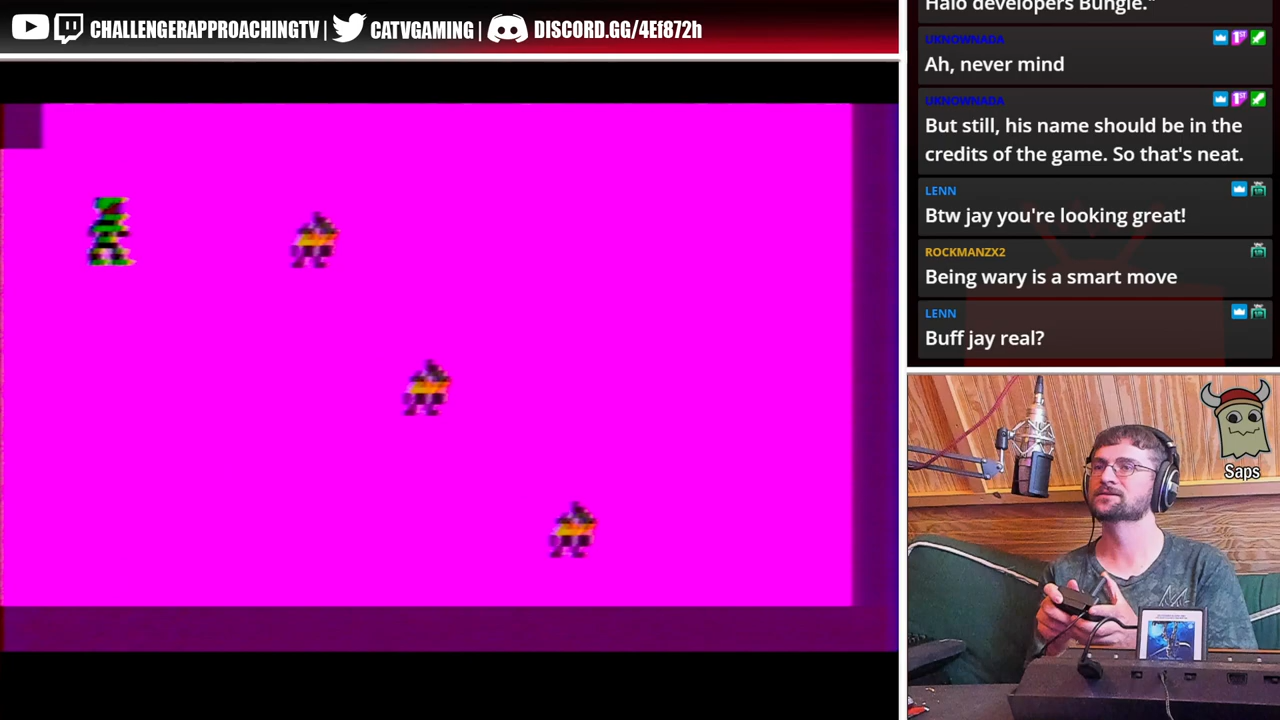 CHALLENGERAPPROACHINGTV | CATVGAMING | DISCORD.GG/4Ef872h
Halo developers Bungie."
UKNOWNADA
Ah, never mind
UKNOWNADA
But still, his name should be in the
credits of the game. So that's neat.
LENN
Btw jay you're looking great!
ROCKMANZX2
Being wary is a smart move
LENN
Buff jay real?
Saps